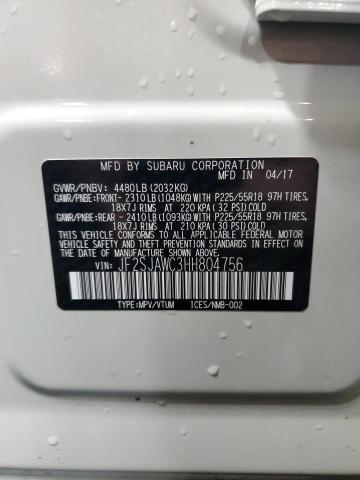 MFD BY SUBARU CORPORATION
MFD IN 04/17
GVWR/PNBV: 4480LB (2032KG)
GAWR/PNBE:FRONT- 2310LB (1048KG) WITH P225/55R18 97H TIRES,
18X7J RIMS AT 220 KPA (32 PSI) COLD
GAWR/PNBE:REAR - 2410LB (1093KG) WITH P225/55R18 97H TIRES,
18X7J RIMS AT 210 KPA (30 PSI) COLD
THIS VEHICLE CONFORMS TO ALL APPLICABLE U.S. FEDERAL MOTOR
VEHICLE SAFETY, BUMPER, AND THEFT PREVENTION STANDARDS IN EFFECT ON THE
DATE OF MANUFACTURE SHOWN ABOVE.
VIN: JF2SJAWC3HH804756
TYPE:MPV/VTUM ICES/NMB-002